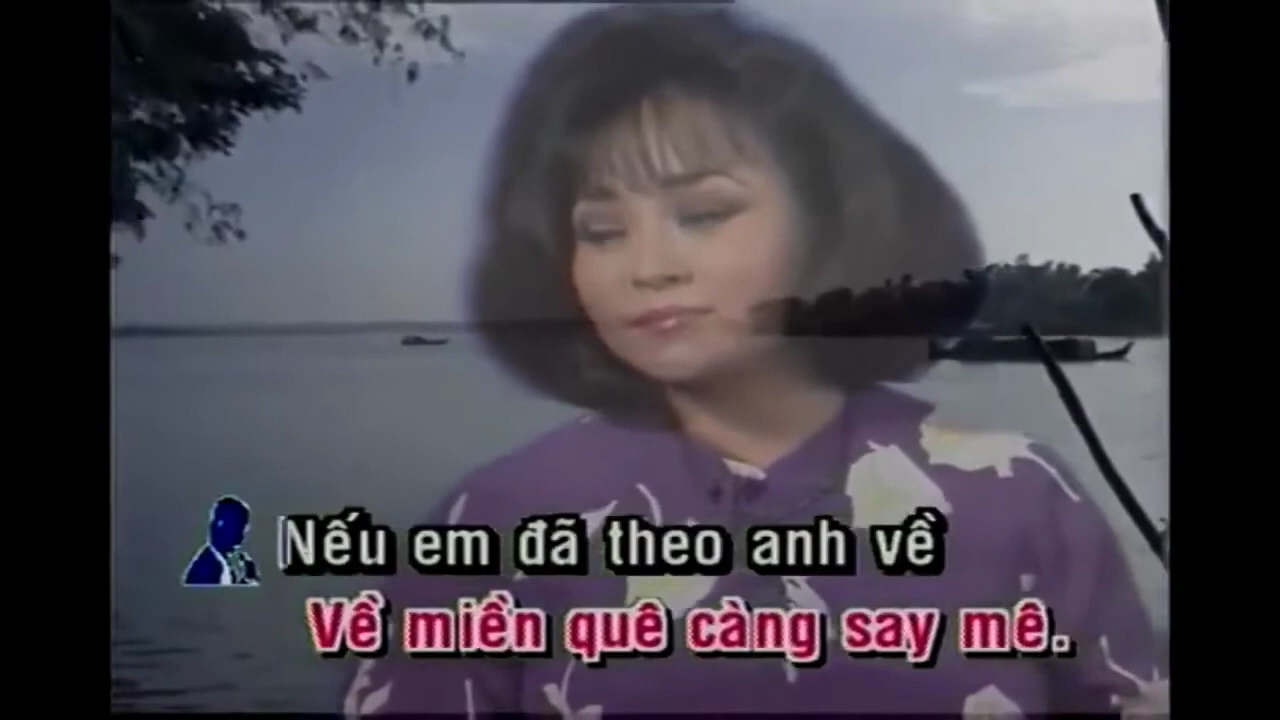 Nếu em đã theo anh về
Về miền quê càng say mê.